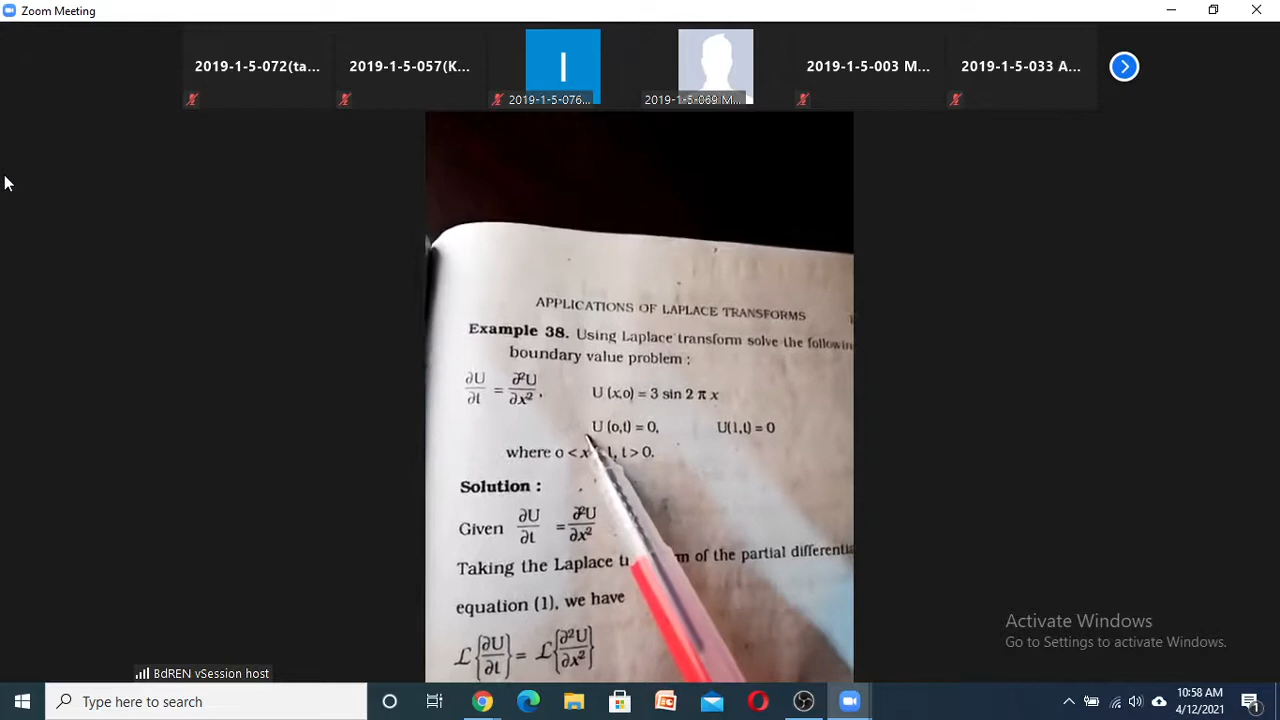 Zoom Meeting
2019-1-5-072(ta...
2019-1-5-057(K...
I
2019-1-5-003 M...
2019-1-5-033 A...
2019-1-5-076...
2019-1-5-069 M...
APPLICATIONS OF LAPLACE TRANSFORMS
Example 38. Using Laplace transform solve the followin
boundary value problem :
∂U/∂t = ∂²U/∂x², U (x,o) = 3 sin 2 π x
U (o,t) = 0, U(1,t) = 0
where o < x 1, t > 0.
Solution :
Given ∂U/∂t = ∂²U/∂x²
Taking the Laplace m of the partial differentia
equation (1), we have
ℒ{∂U/∂t} = ℒ{∂²U/∂x²}
Activate Windows
Go to Settings to activate Windows.
BdREN vSession host
Type here to search
10:58 AM
4/12/2021
1